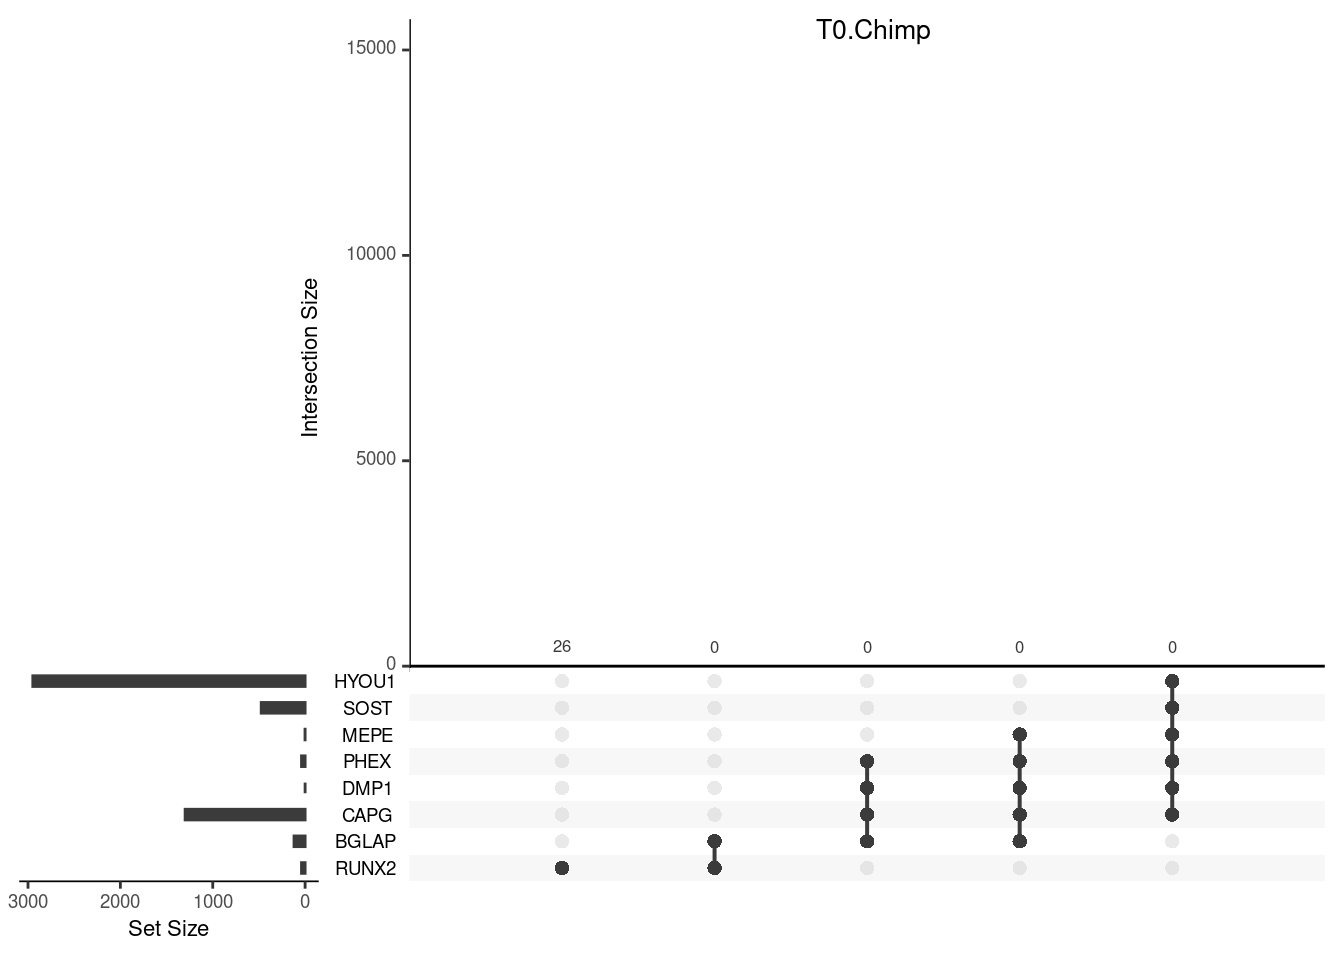 T0.Chimp
15000
10000
5000
0
Intersection Size
26 0 0 0 0
HYOU1
SOST
MEPE
PHEX
DMP1
CAPG
BGLAP
RUNX2
3000 2000 1000 0
Set Size